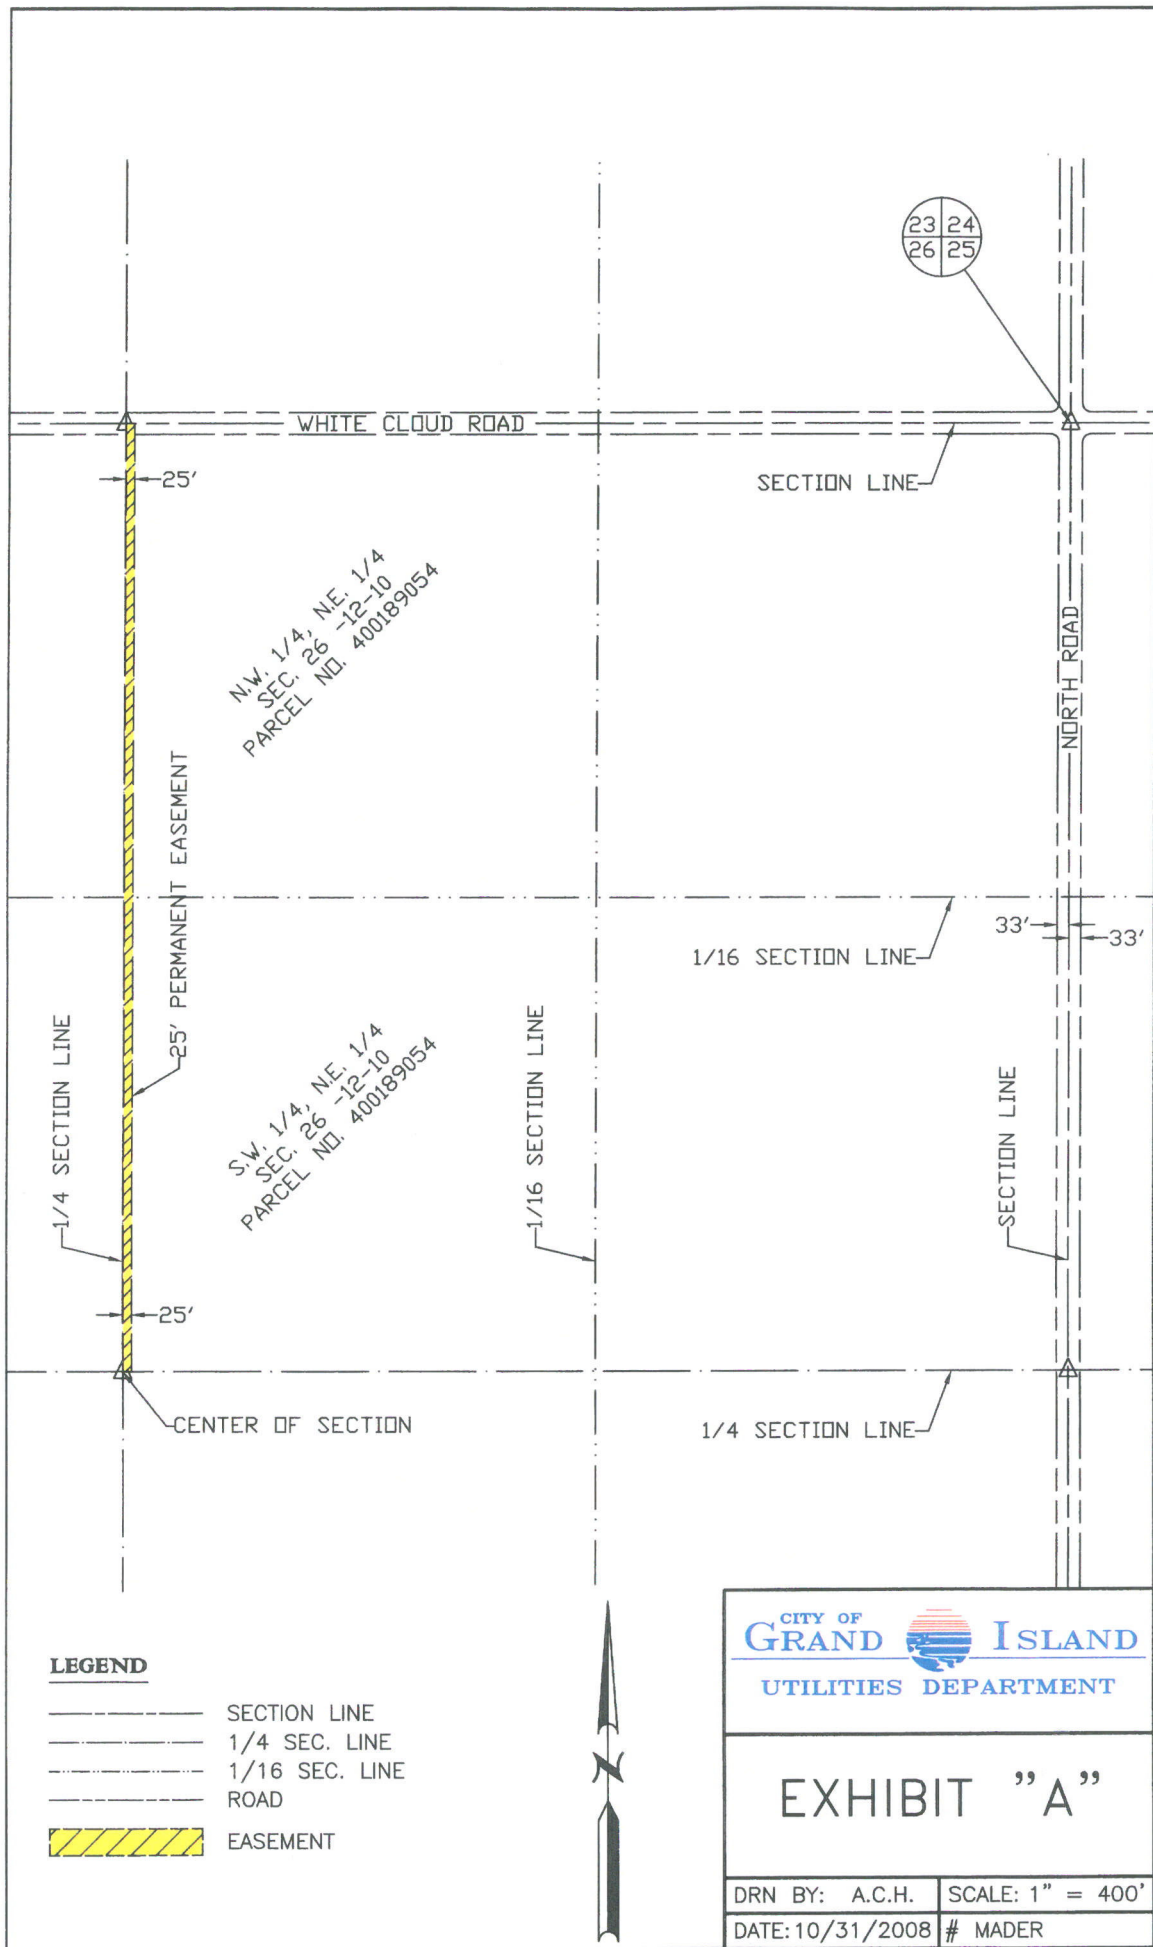 23 24
26 25
WHITE CLOUD ROAD
25'
SECTION LINE
N.W. 1/4, N.E. 1/4
SEC. 26 -12-10
PARCEL NO. 400189054
NORTH ROAD
25' PERMANENT EASEMENT
33'
33'
1/16 SECTION LINE
1/4 SECTION LINE
S.W. 1/4, N.E. 1/4
SEC. 26 -12-10
PARCEL NO. 400189054
1/16 SECTION LINE
SECTION LINE
25'
CENTER OF SECTION
1/4 SECTION LINE
LEGEND
SECTION LINE
1/4 SEC. LINE
1/16 SEC. LINE
ROAD
EASEMENT
N
CITY OF
GRAND ISLAND
UTILITIES DEPARTMENT
EXHIBIT "A"
DRN BY: A.C.H.
SCALE: 1" = 400'
DATE: 10/31/2008
# MADER